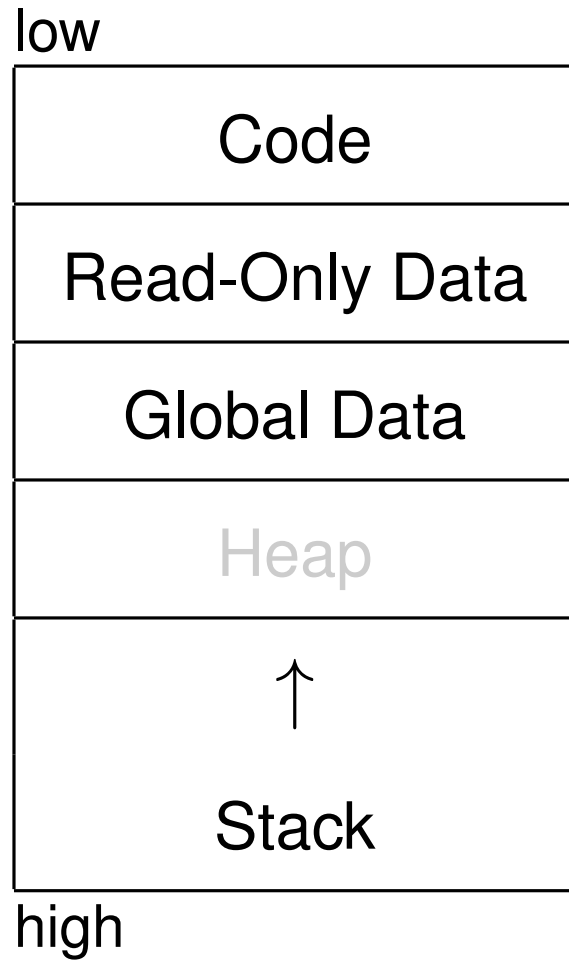 low
Code
Read-Only Data
Global Data
Heap
↑
Stack
high